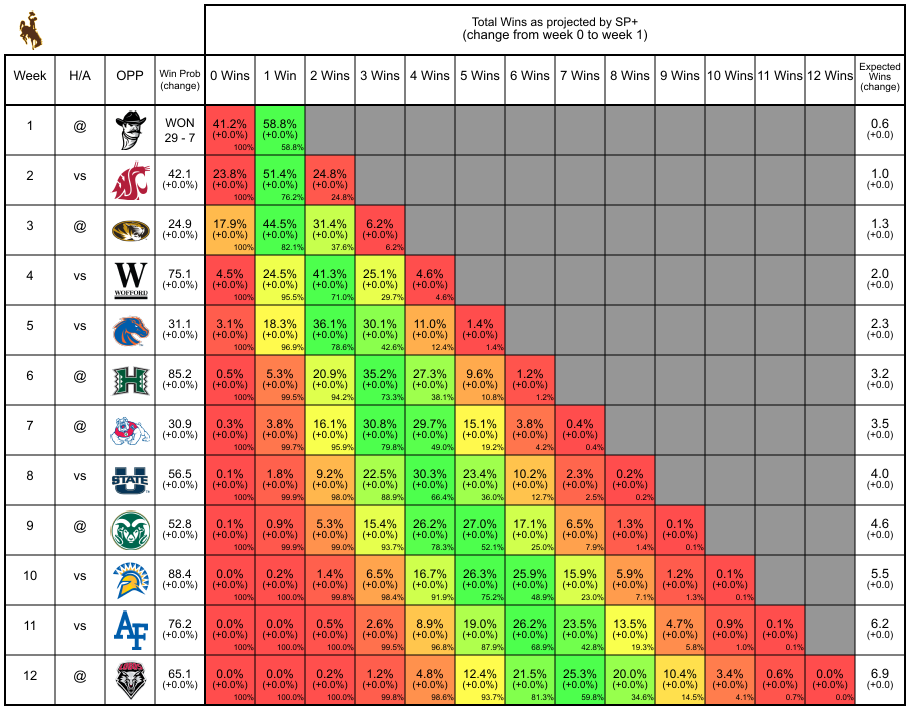 Total Wins as projected by SP+
(change from week 0 to week 1)
Week H/A OPP Win Prob (change) 0 Wins 1 Win 2 Wins 3 Wins 4 Wins 5 Wins 6 Wins 7 Wins 8 Wins 9 Wins 10 Wins 11 Wins 12 Wins Expected Wins (change)
1 @ WON 41.2% 58.8% 0.6
29 - 7 (+0.0%) (+0.0%) (+0.0)
100% 58.8%
2 vs 42.1 23.8% 51.4% 24.8% 1.0
(+0.0%) (+0.0%) (+0.0%) (+0.0%) (+0.0)
100% 76.2% 24.8%
3 @ 24.9 17.9% 44.5% 31.4% 6.2% 1.3
(+0.0%) (+0.0%) (+0.0%) (+0.0%) (+0.0%) (+0.0)
100% 82.1% 37.6% 6.2%
4 vs W 75.1 4.5% 24.5% 41.3% 25.1% 4.6% 2.0
WOFFORD (+0.0%) (+0.0%) (+0.0%) (+0.0%) (+0.0%) (+0.0%) (+0.0)
100% 95.5% 71.0% 29.7% 4.6%
5 vs 31.1 3.1% 18.3% 36.1% 30.1% 11.0% 1.4% 2.3
(+0.0%) (+0.0%) (+0.0%) (+0.0%) (+0.0%) (+0.0%) (+0.0%) (+0.0)
100% 96.9% 78.6% 42.6% 12.4% 1.4%
6 @ H 85.2 0.5% 5.3% 20.9% 35.2% 27.3% 9.6% 1.2% 3.2
(+0.0%) (+0.0%) (+0.0%) (+0.0%) (+0.0%) (+0.0%) (+0.0%) (+0.0%) (+0.0)
100% 99.5% 94.2% 73.3% 38.1% 10.8% 1.2%
7 @ 30.9 0.3% 3.8% 16.1% 30.8% 29.7% 15.1% 3.8% 0.4% 3.5
(+0.0%) (+0.0%) (+0.0%) (+0.0%) (+0.0%) (+0.0%) (+0.0%) (+0.0%) (+0.0%) (+0.0)
100% 99.7% 95.9% 79.8% 49.0% 19.2% 4.2% 0.4%
8 vs U STATE 56.5 0.1% 1.8% 9.2% 22.5% 30.3% 23.4% 10.2% 2.3% 0.2% 4.0
(+0.0%) (+0.0%) (+0.0%) (+0.0%) (+0.0%) (+0.0%) (+0.0%) (+0.0%) (+0.0%) (+0.0%) (+0.0)
100% 99.9% 98.0% 88.9% 66.4% 36.0% 12.7% 2.5% 0.2%
9 @ 52.8 0.1% 0.9% 5.3% 15.4% 26.2% 27.0% 17.1% 6.5% 1.3% 0.1% 4.6
(+0.0%) (+0.0%) (+0.0%) (+0.0%) (+0.0%) (+0.0%) (+0.0%) (+0.0%) (+0.0%) (+0.0%) (+0.0%) (+0.0)
100% 99.9% 99.0% 93.7% 78.3% 52.1% 25.0% 7.9% 1.4% 0.1%
10 vs 88.4 0.0% 0.2% 1.4% 6.5% 16.7% 26.3% 25.9% 15.9% 5.9% 1.2% 0.1% 5.5
(+0.0%) (+0.0%) (+0.0%) (+0.0%) (+0.0%) (+0.0%) (+0.0%) (+0.0%) (+0.0%) (+0.0%) (+0.0%) (+0.0%) (+0.0)
100% 100.0% 99.8% 98.4% 91.9% 75.2% 48.9% 23.0% 7.1% 1.3% 0.1%
11 vs AF 76.2 0.0% 0.0% 0.5% 2.6% 8.9% 19.0% 26.2% 23.5% 13.5% 4.7% 0.9% 0.1% 6.2
(+0.0%) (+0.0%) (+0.0%) (+0.0%) (+0.0%) (+0.0%) (+0.0%) (+0.0%) (+0.0%) (+0.0%) (+0.0%) (+0.0%) (+0.0%) (+0.0)
100% 100.0% 100.0% 99.5% 96.8% 87.9% 68.9% 42.8% 19.3% 5.8% 1.0% 0.1%
12 @ 65.1 0.0% 0.0% 0.2% 1.2% 4.8% 12.4% 21.5% 25.3% 20.0% 10.4% 3.4% 0.6% 0.0% 6.9
(+0.0%) (+0.0%) (+0.0%) (+0.0%) (+0.0%) (+0.0%) (+0.0%) (+0.0%) (+0.0%) (+0.0%) (+0.0%) (+0.0%) (+0.0%) (+0.0%) (+0.0)
100% 100.0% 100.0% 99.8% 98.6% 93.7% 81.3% 59.8% 34.6% 14.5% 4.1% 0.7% 0.0%